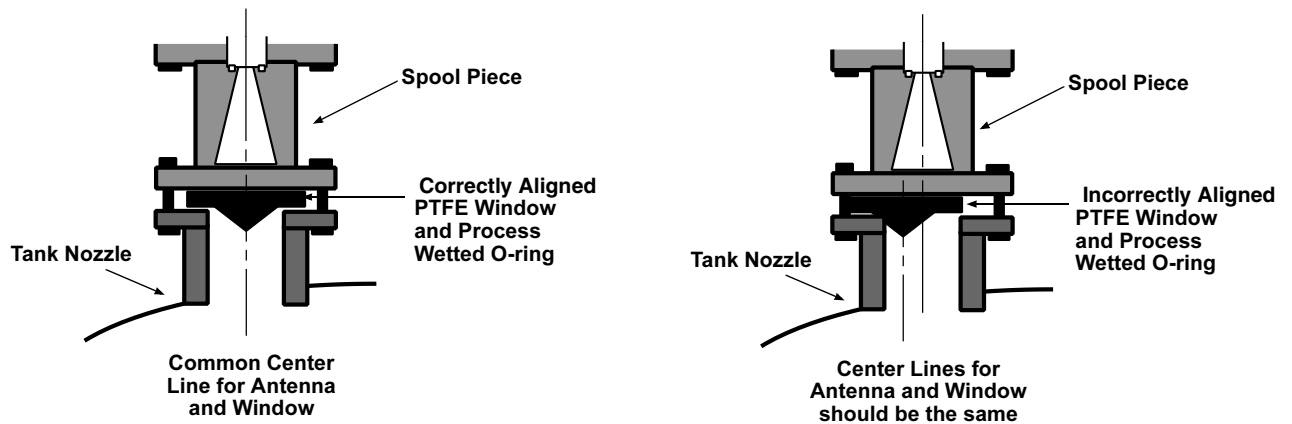 Spool Piece
Correctly Aligned
PTFE Window
and Process
Wetted O-ring
Tank Nozzle
Common Center
Line for Antenna
and Window
Spool Piece
Incorrectly Aligned
PTFE Window
and Process
Wetted O-ring
Tank Nozzle
Center Lines for
Antenna and Window
should be the same